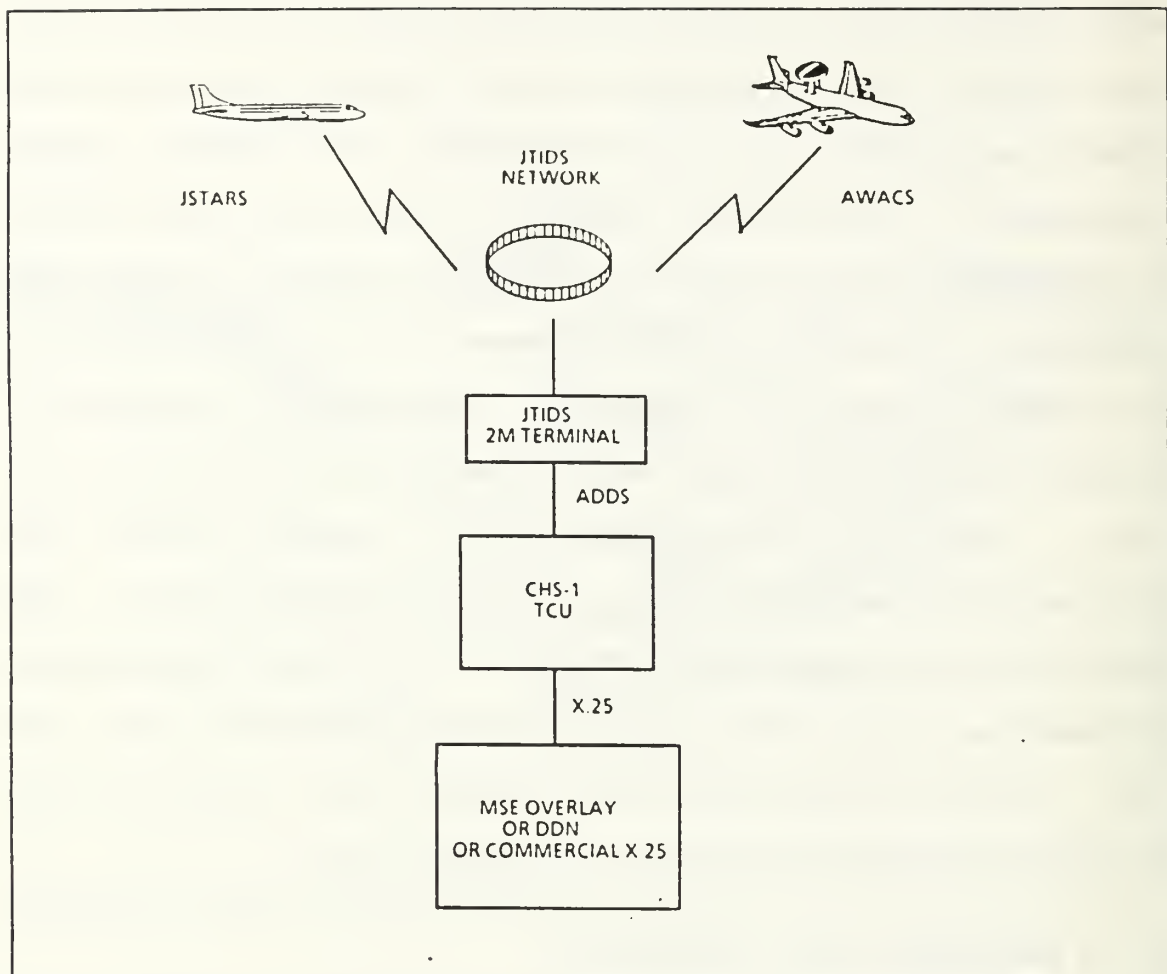 JTIDS
NETWORK
JSTARS
AWACS
JTIDS
2M TERMINAL
ADDS
CHS-1
TCU
X.25
MSE OVERLAY
OR DDN
OR COMMERCIAL X 25